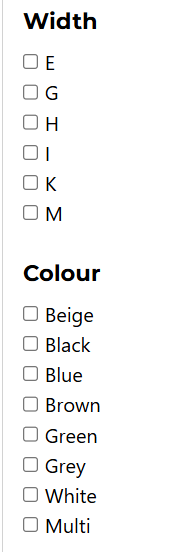 Width
E
G
H
I
K
M
Colour
Beige
Black
Blue
Brown
Green
Grey
White
Multi